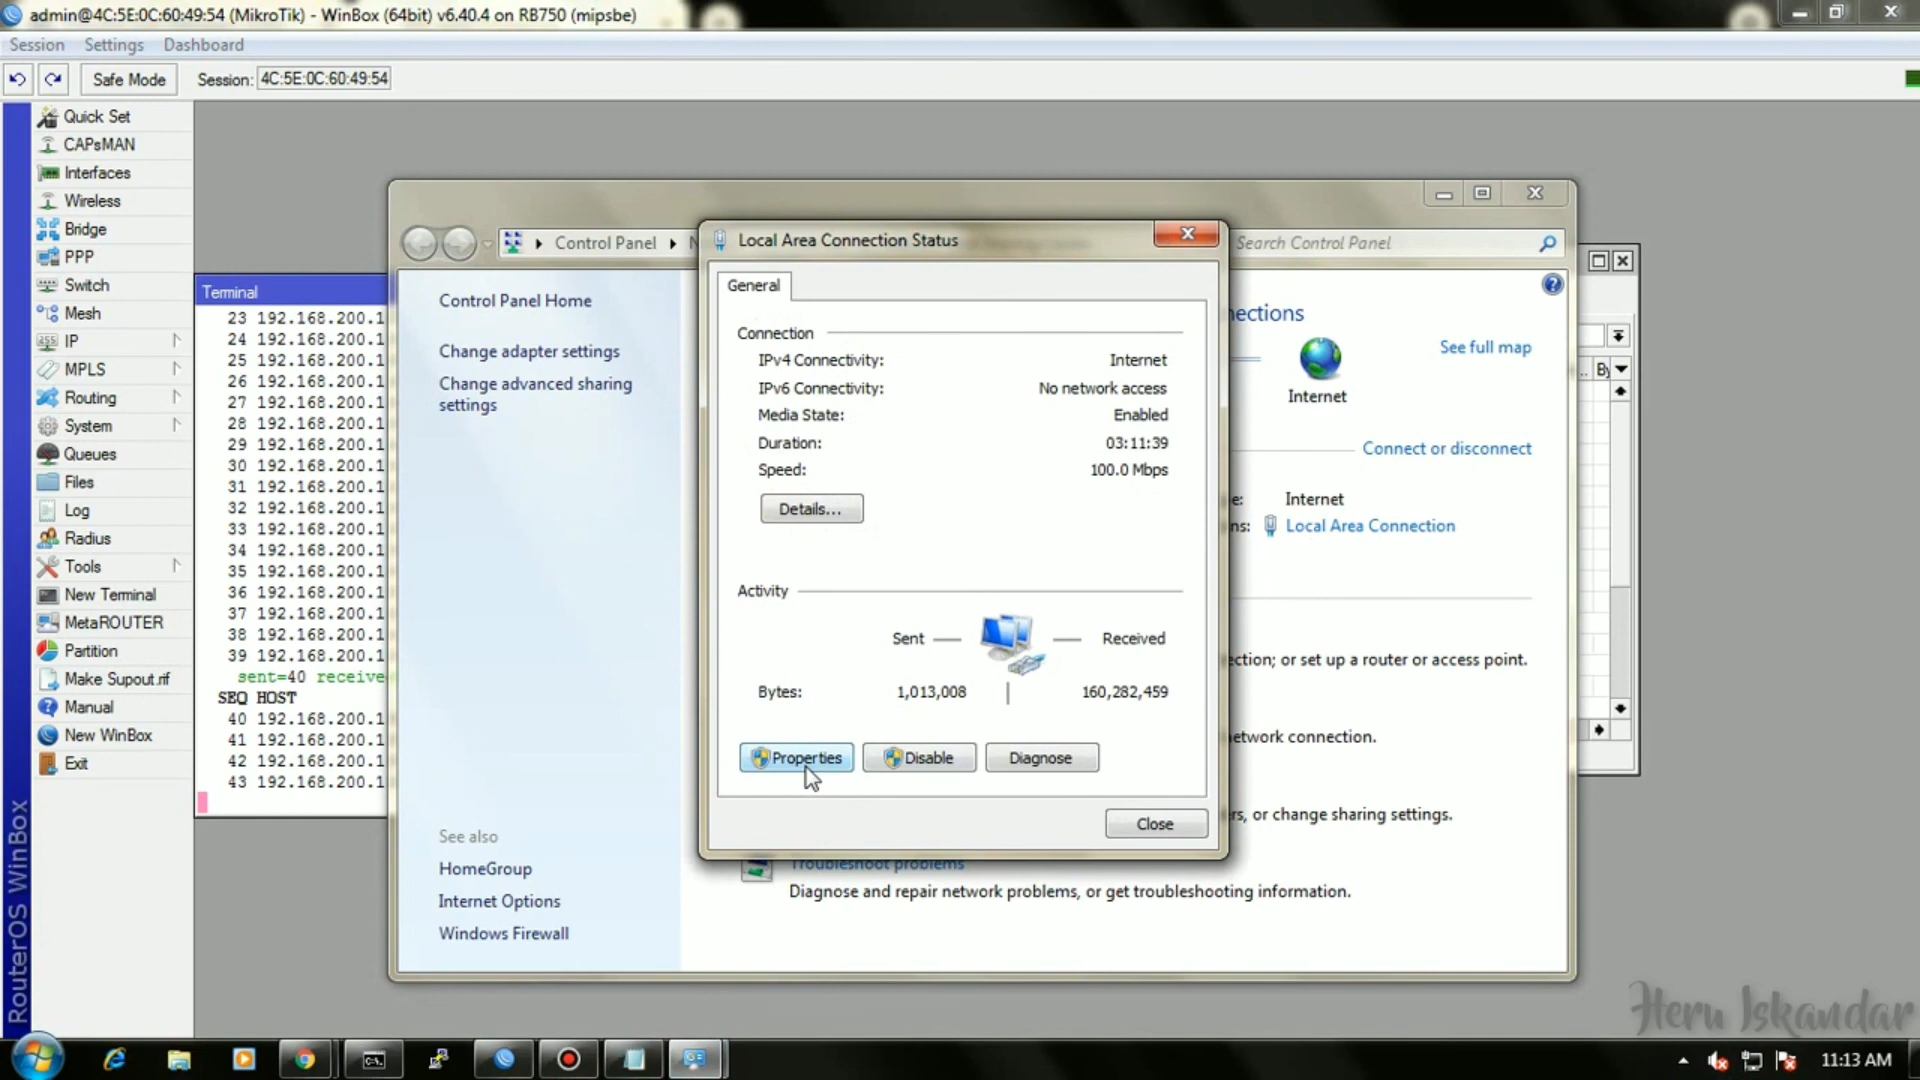 admin@4C:5E:0C:60:49:54 (MikroTik) - WinBox (64bit) v6.40.4 on RB750 (mipsbe)
Session Settings Dashboard
Safe Mode Session: 4C:5E:0C:60:49:54
Quick Set
CAPsMAN
Interfaces
Wireless
Bridge
PPP
Switch
Mesh
IP
MPLS
Routing
System
Queues
Files
Log
Radius
Tools
New Terminal
MetaROUTER
Partition
Make Supout.rif
Manual
New WinBox
Exit
RouterOS WinBox
Terminal
23 192.168.200.1
24 192.168.200.1
25 192.168.200.1
26 192.168.200.1
27 192.168.200.1
28 192.168.200.1
29 192.168.200.1
30 192.168.200.1
31 192.168.200.1
32 192.168.200.1
33 192.168.200.1
34 192.168.200.1
35 192.168.200.1
36 192.168.200.1
37 192.168.200.1
38 192.168.200.1
39 192.168.200.1
sent=40 receive
SEQ HOST
40 192.168.200.1
41 192.168.200.1
42 192.168.200.1
43 192.168.200.1
Control Panel
Search Control Panel
Control Panel Home
Change adapter settings
Change advanced sharing
settings
See also
HomeGroup
Internet Options
Windows Firewall
Local Area Connection Status
General
Connection
IPv4 Connectivity: Internet
IPv6 Connectivity: No network access
Media State: Enabled
Duration: 03:11:39
Speed: 100.0 Mbps
Details...
Activity
Sent Received
Bytes: 1,013,008 160,282,459
Properties Disable Diagnose
Close
nections
See full map
Internet
Connect or disconnect
e: Internet
ns: Local Area Connection
ction; or set up a router or access point.
etwork connection.
rs, or change sharing settings.
Troubleshoot problems
Diagnose and repair network problems, or get troubleshooting information.
Heru Iskandar
11:13 AM